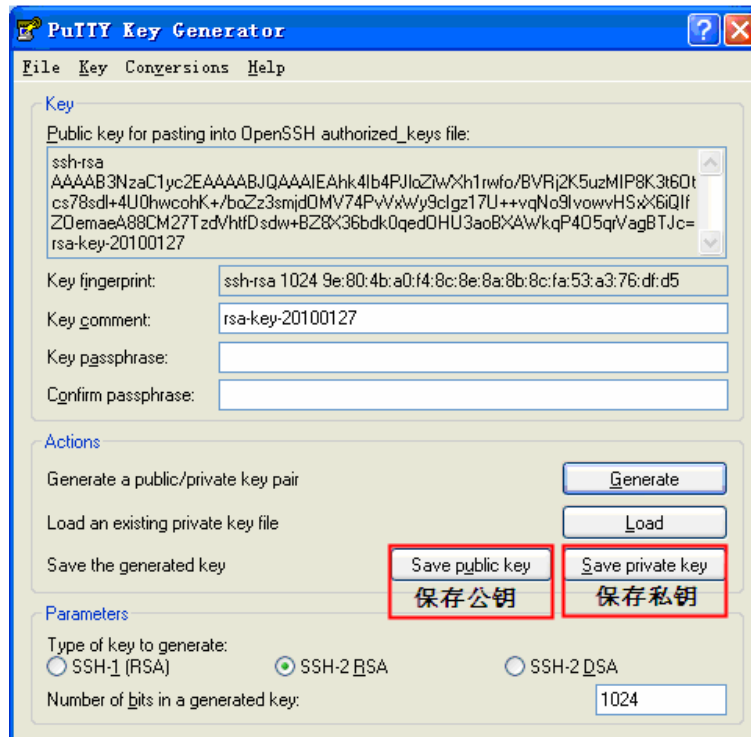 PuTTY Key Generator
File Key Conversions Help
Key
Public key for pasting into OpenSSH authorized_keys file:
ssh-rsa
AAAAB3NzaC1yc2EAAAABJQAAAIEAhk4Ib4PJIoZiWXh1rwfo/BVRj2K5uzMIP8K3t6Ot
cs78sdI+4U0hwcohK+/boZz3smjdOMV74PvVxWy9cIgz17U++vqNo9IvowvHSxX6iQIf
ZOemaeA88CM27TzdVhtfDsdw+BZ8X36bdk0qedOHU3aoBXAWkqP4O5qrVagBTJc=
rsa-key-20100127
Key fingerprint: ssh-rsa 1024 9e:80:4b:a0:f4:8c:8e:8a:8b:8c:fa:53:a3:76:df:d5
Key comment: rsa-key-20100127
Key passphrase:
Confirm passphrase:
Actions
Generate a public/private key pair Generate
Load an existing private key file Load
Save the generated key Save public key Save private key
保存公钥 保存私钥
Parameters
Type of key to generate:
SSH-1 (RSA) SSH-2 RSA SSH-2 DSA
Number of bits in a generated key: 1024